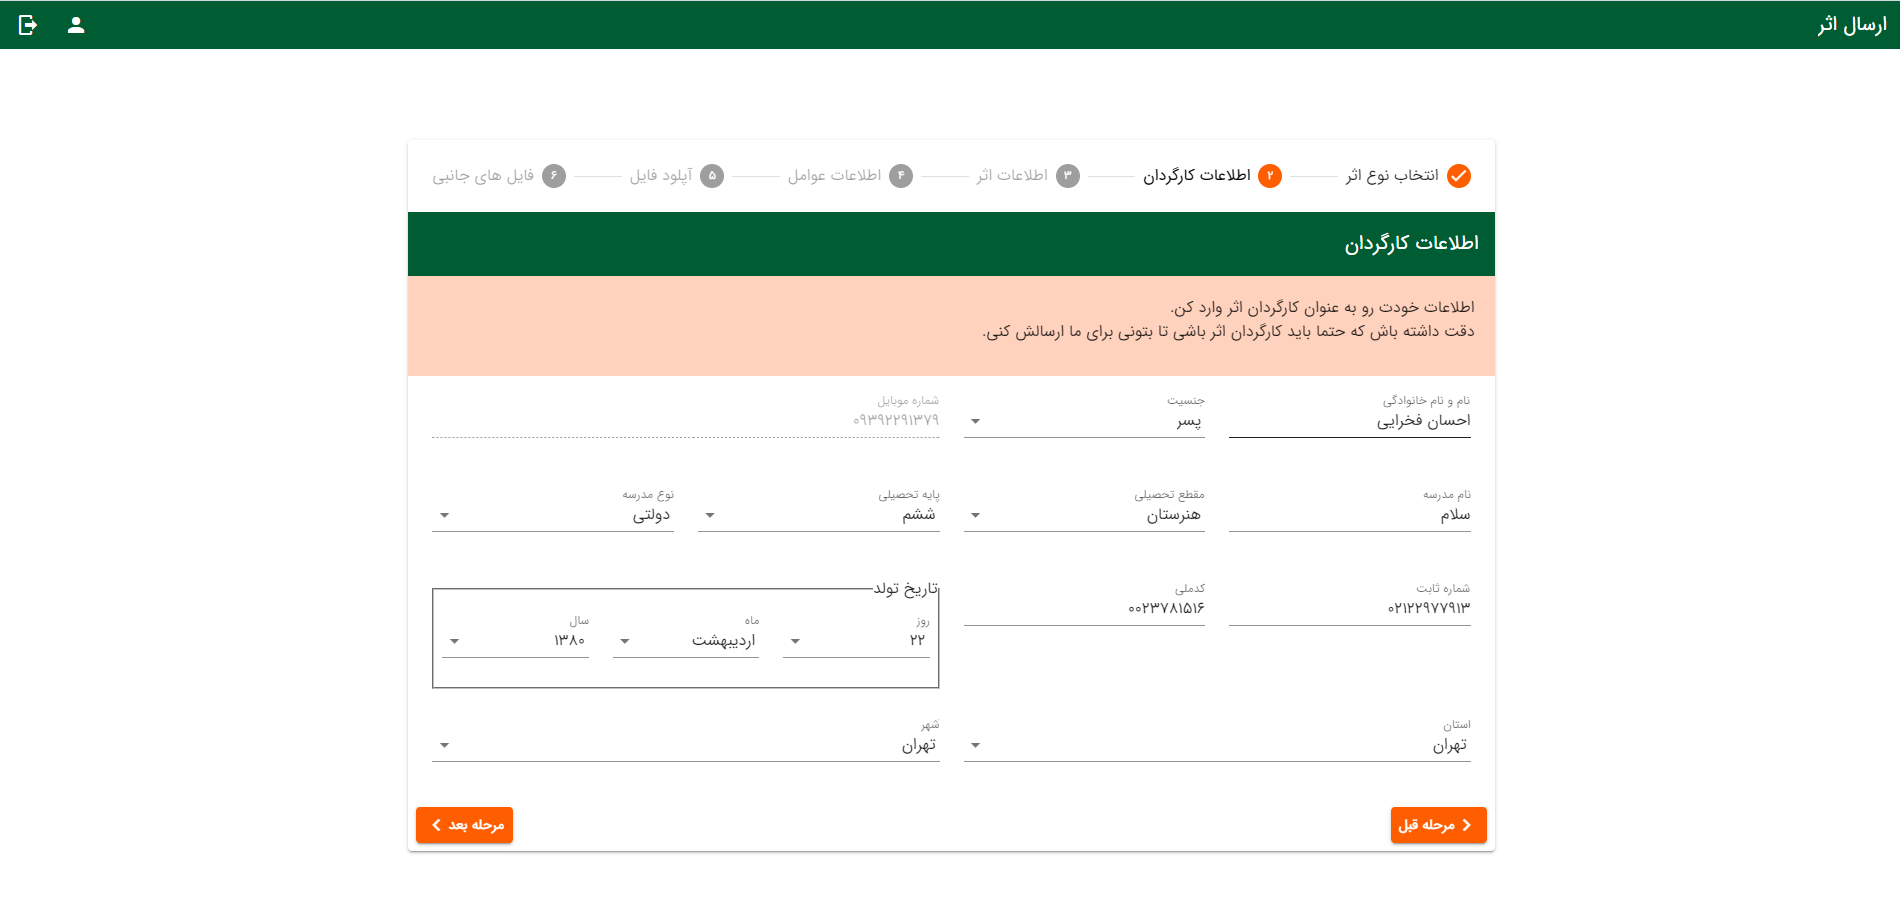 ارسال اثر
انتخاب نوع اثر
۲ اطلاعات کارگردان
۳ اطلاعات اثر
۴ اطلاعات عوامل
۵ آپلود فایل
۶ فایل های جانبی
اطلاعات کارگردان
اطلاعات خودت رو به عنوان کارگردان اثر وارد کن.
دقت داشته باش که حتما باید کارگردان اثر باشی تا بتونی برای ما ارسالش کنی.
نام و نام خانوادگی
احسان فخرایی
جنسیت
پسر
شماره موبایل
۰۹۳۹۲۲۹۱۳۷۹
نام مدرسه
سلام
مقطع تحصیلی
هنرستان
پایه تحصیلی
ششم
نوع مدرسه
دولتی
شماره ثابت
۰۲۱۲۲۹۷۷۹۱۳
کدملی
۰۰۲۳۷۸۱۵۱۶
تاریخ تولد
روز
۲۲
ماه
اردیبهشت
سال
۱۳۸۰
استان
تهران
شهر
تهران
مرحله قبل
مرحله بعد